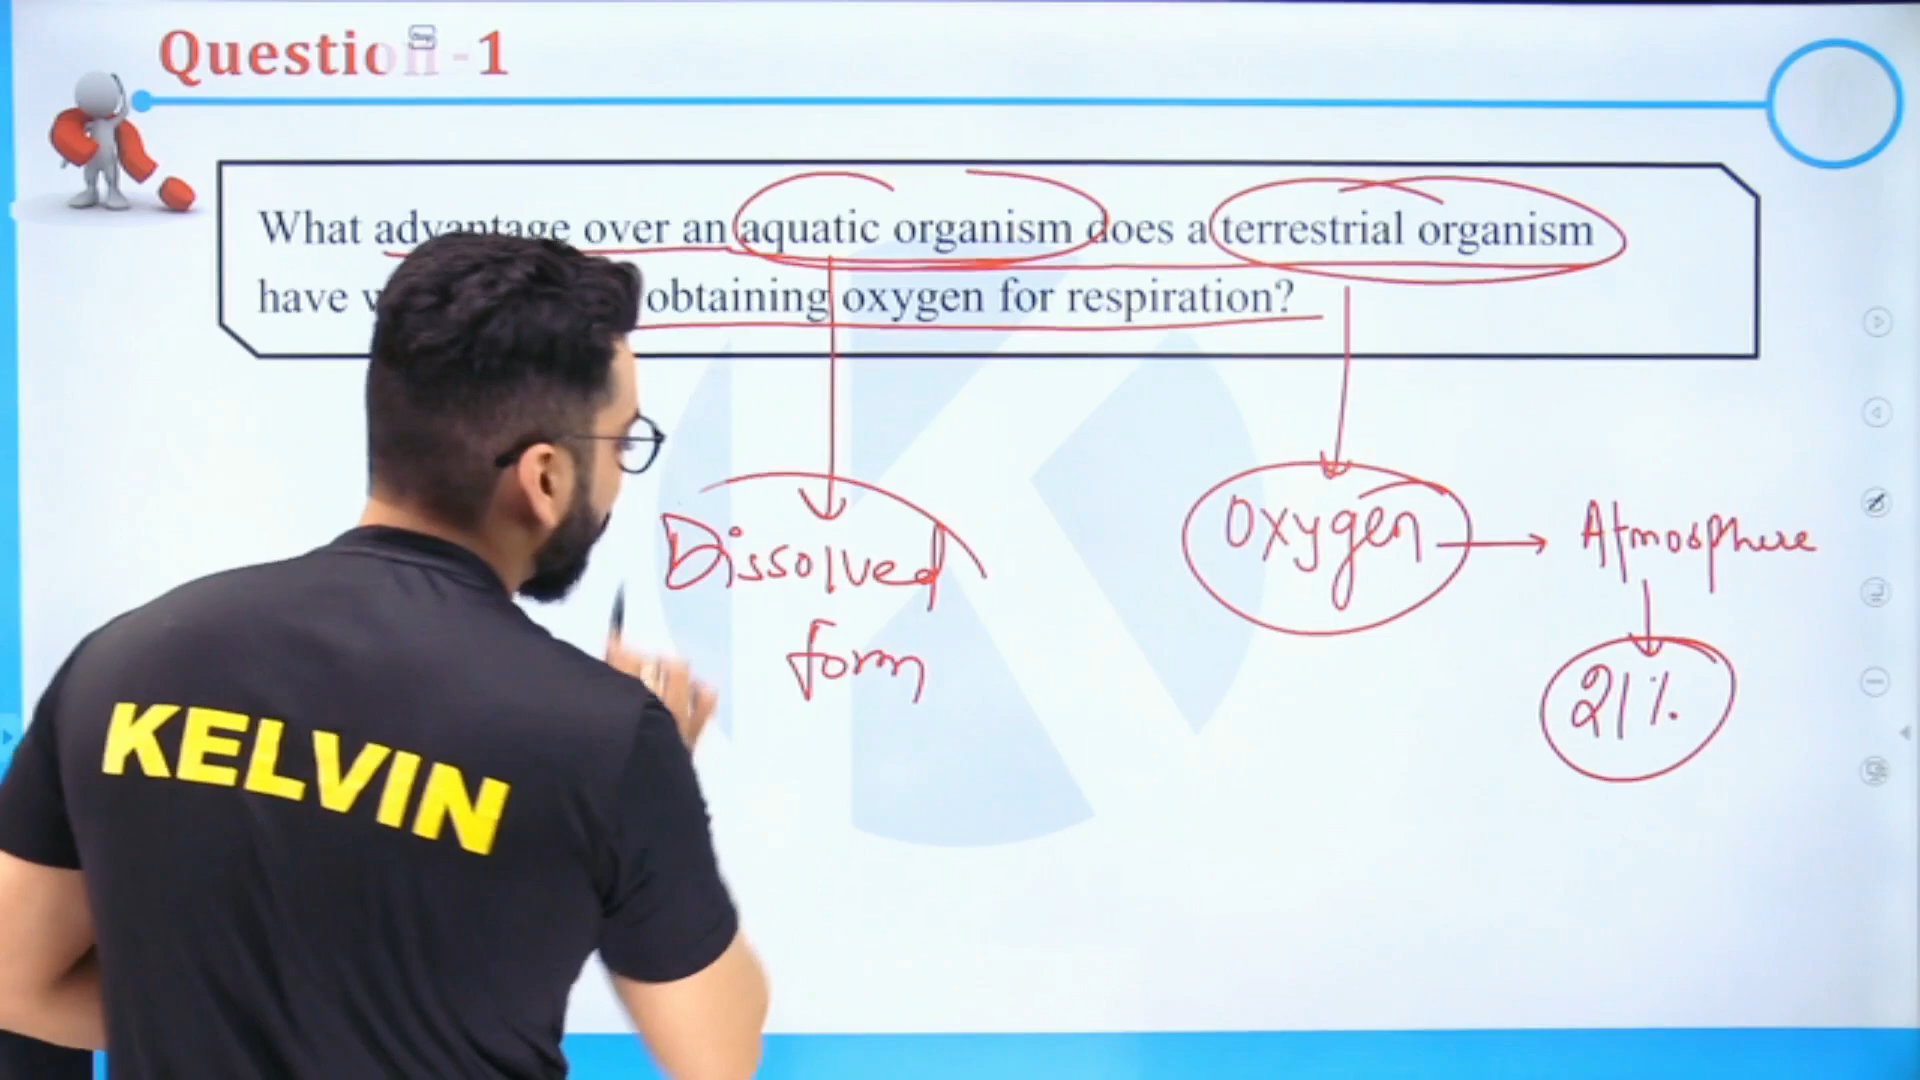 Question-1
What advantage over an aquatic organism does a terrestrial organism
have obtaining oxygen for respiration?
Dissolved
form
Oxygen
Atmosphere
21%
KELVIN